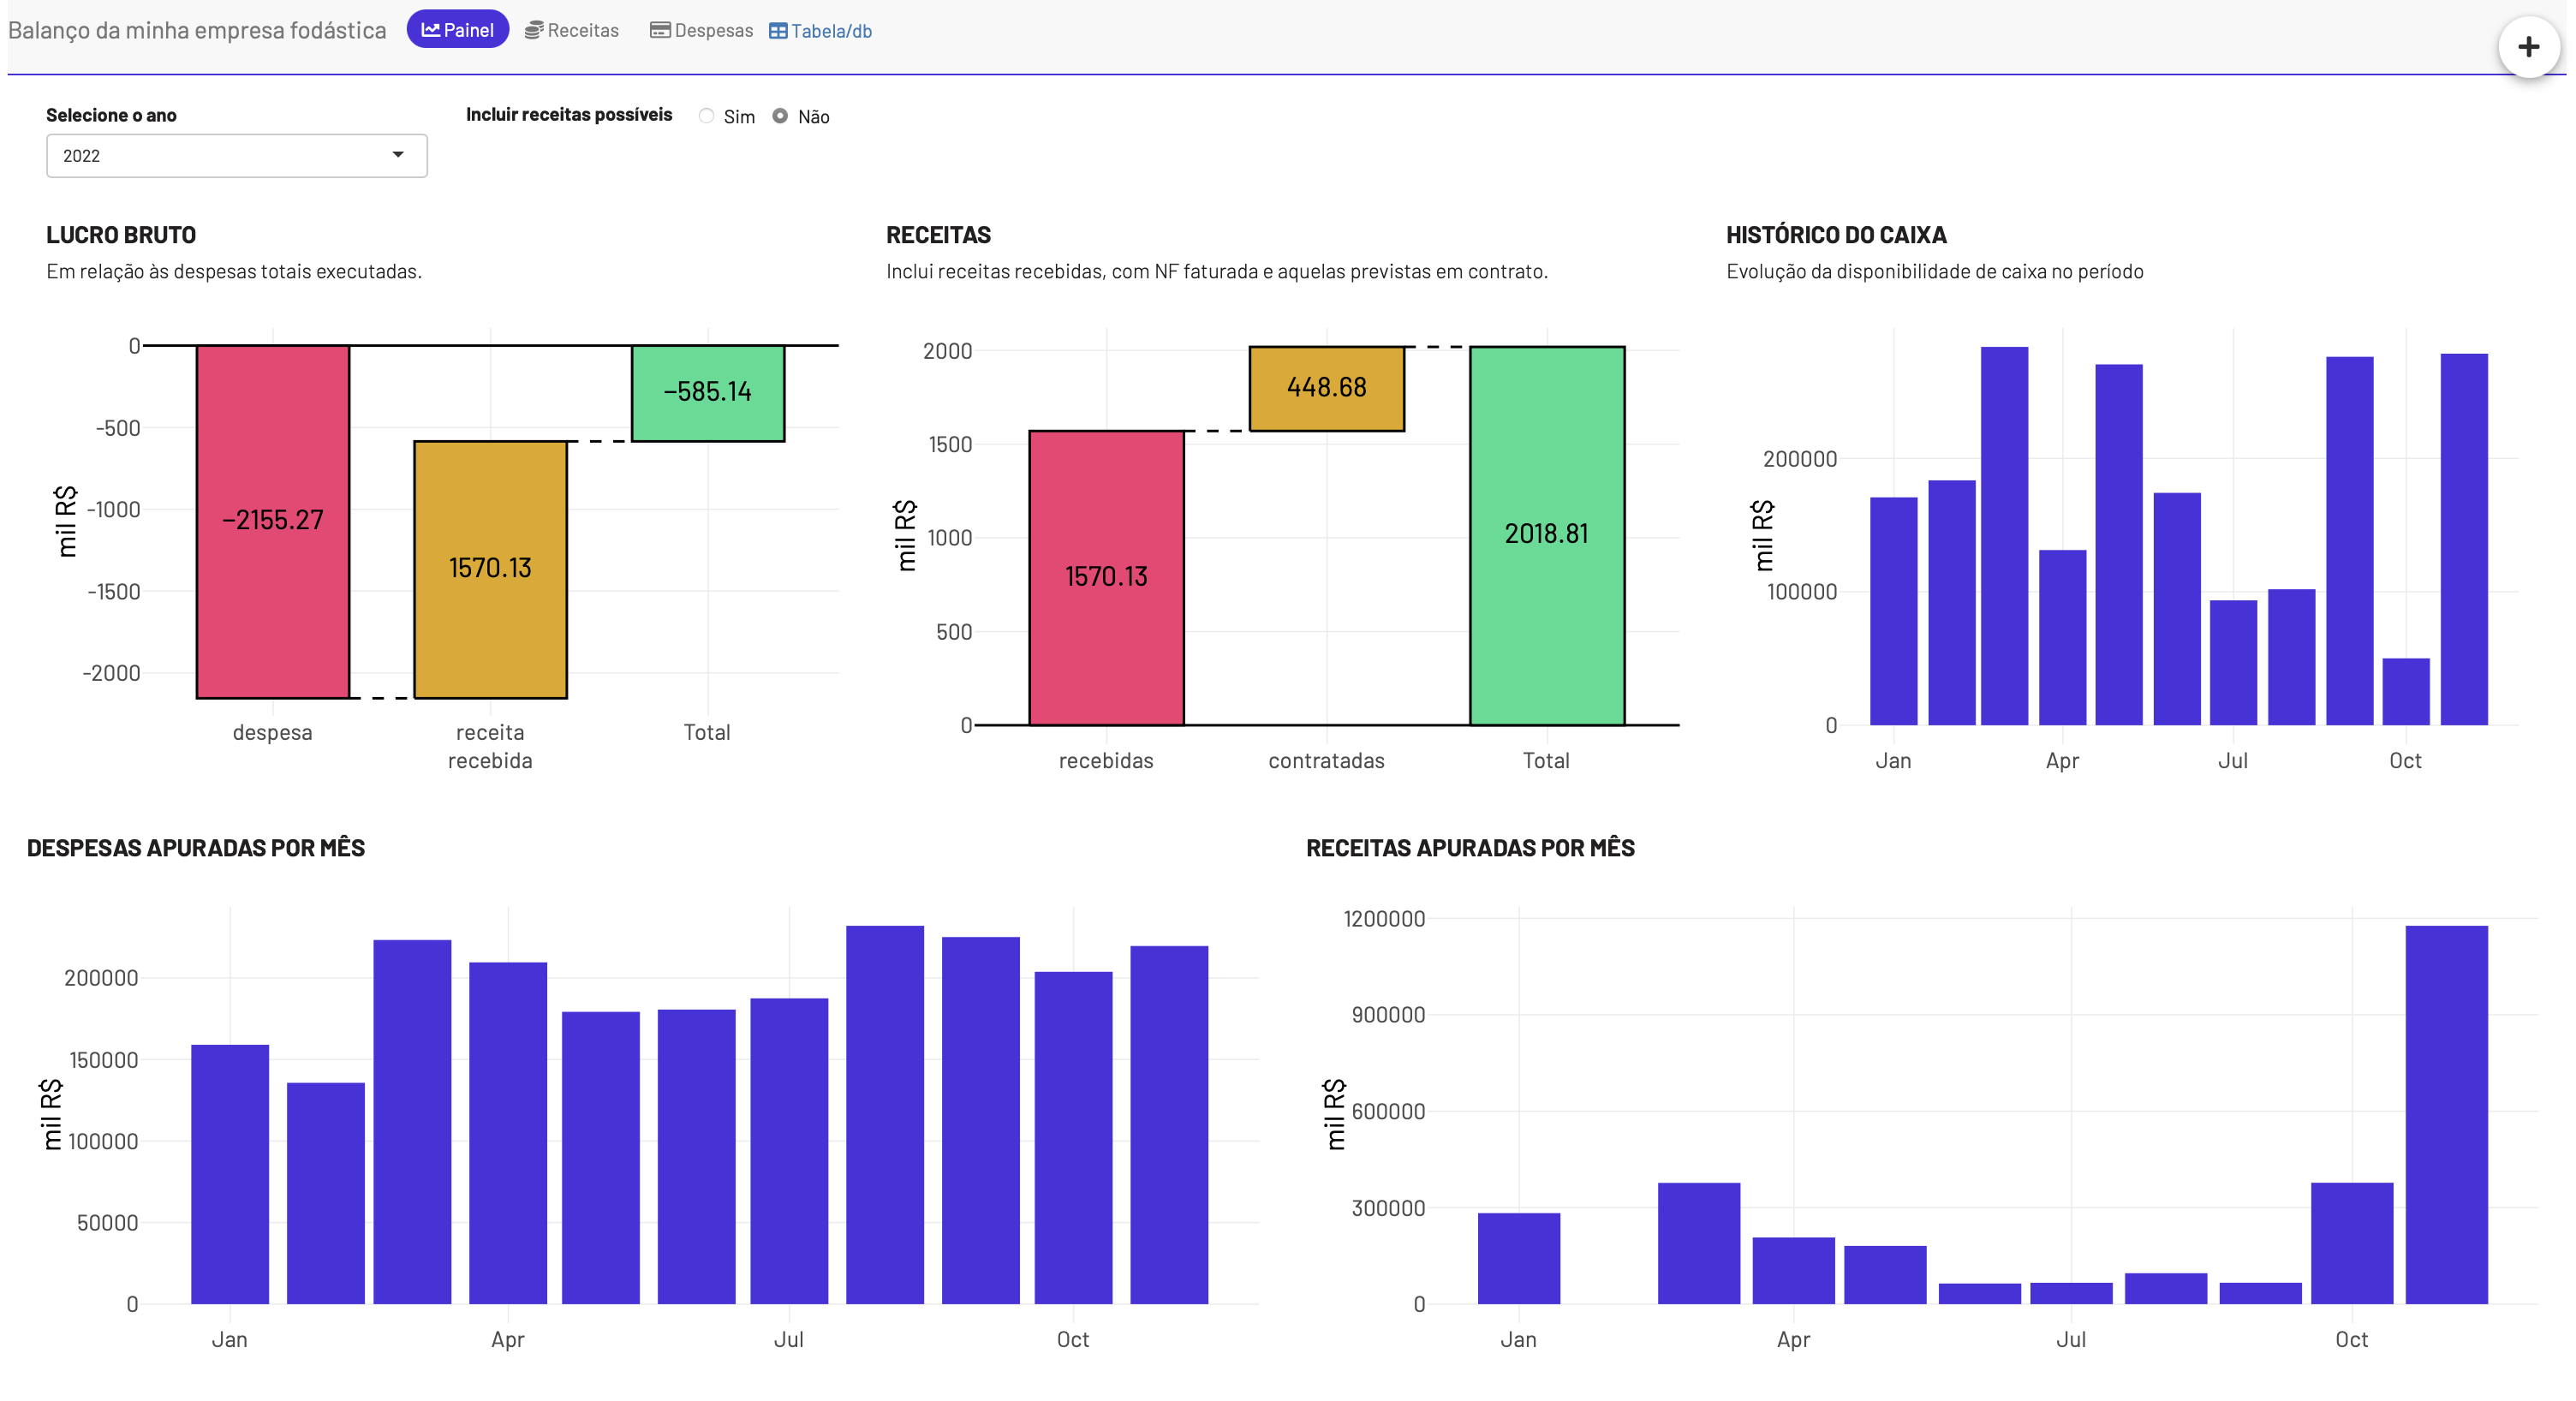 Balanço da minha empresa fodástica
Painel
Receitas
Despesas
Tabela/db
+
Selecione o ano
2022
Incluir receitas possíveis
Sim
Não
LUCRO BRUTO
Em relação às despesas totais executadas.
mil R$
0
-500
-1000
-1500
-2000
−2155.27
1570.13
−585.14
despesa
receita
recebida
Total
RECEITAS
Inclui receitas recebidas, com NF faturada e aquelas previstas em contrato.
mil R$
2000
1500
1000
500
0
1570.13
448.68
2018.81
recebidas
contratadas
Total
HISTÓRICO DO CAIXA
Evolução da disponibilidade de caixa no período
mil R$
200000
100000
0
Jan
Apr
Jul
Oct
DESPESAS APURADAS POR MÊS
mil R$
200000
150000
100000
50000
0
Jan
Apr
Jul
Oct
RECEITAS APURADAS POR MÊS
mil R$
1200000
900000
600000
300000
0
Jan
Apr
Jul
Oct